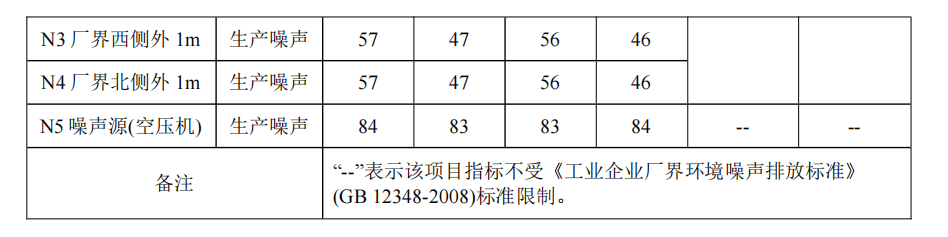 N3 厂界西侧外 1m 生产噪声 57 47 56 46
N4 厂界北侧外 1m 生产噪声 57 47 56 46
N5 噪声源(空压机) 生产噪声 84 83 83 84 -- --
备注 “--”表示该项目指标不受《工业企业厂界环境噪声排放标准》
(GB 12348-2008)标准限制。